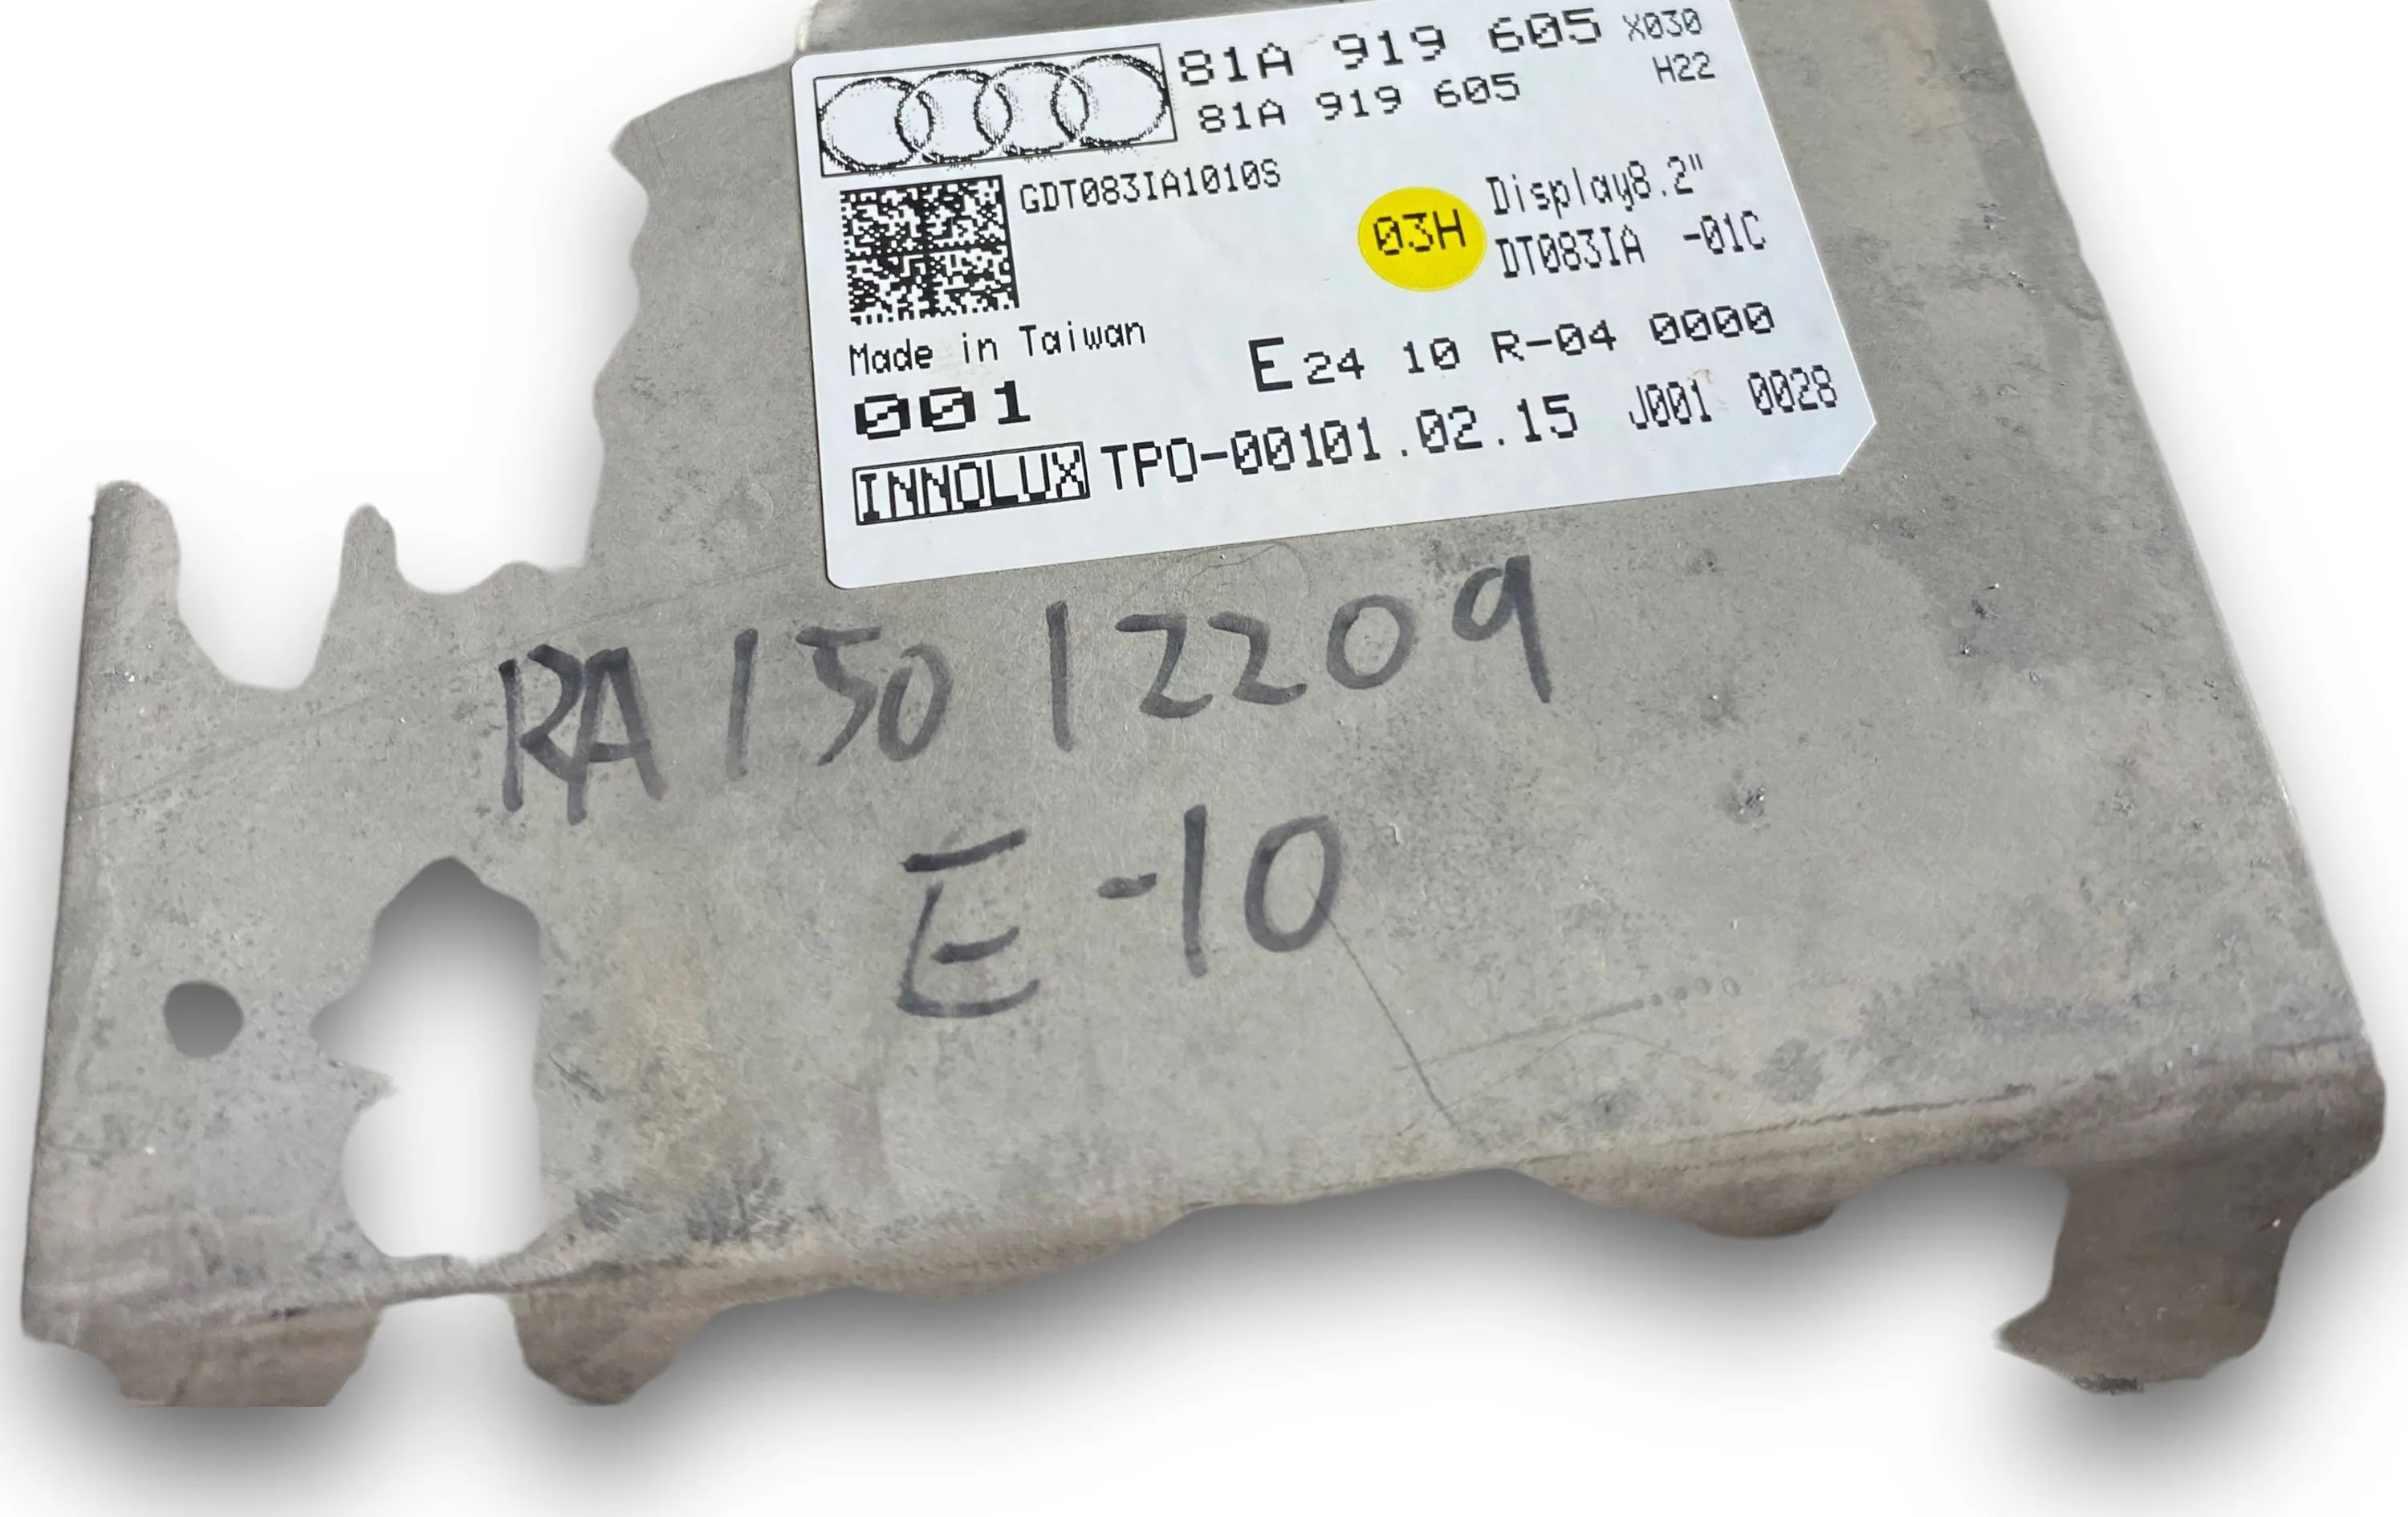 81A 919 605 X030
81A 919 605 H22
GDT083IA1010S
03H
Display8.2"
DT083IA -01C
Made in Taiwan
E24 10 R-04 0000
001
INNOLUX TPO-00101.02.15 J001 0028
RA15012209
E-10